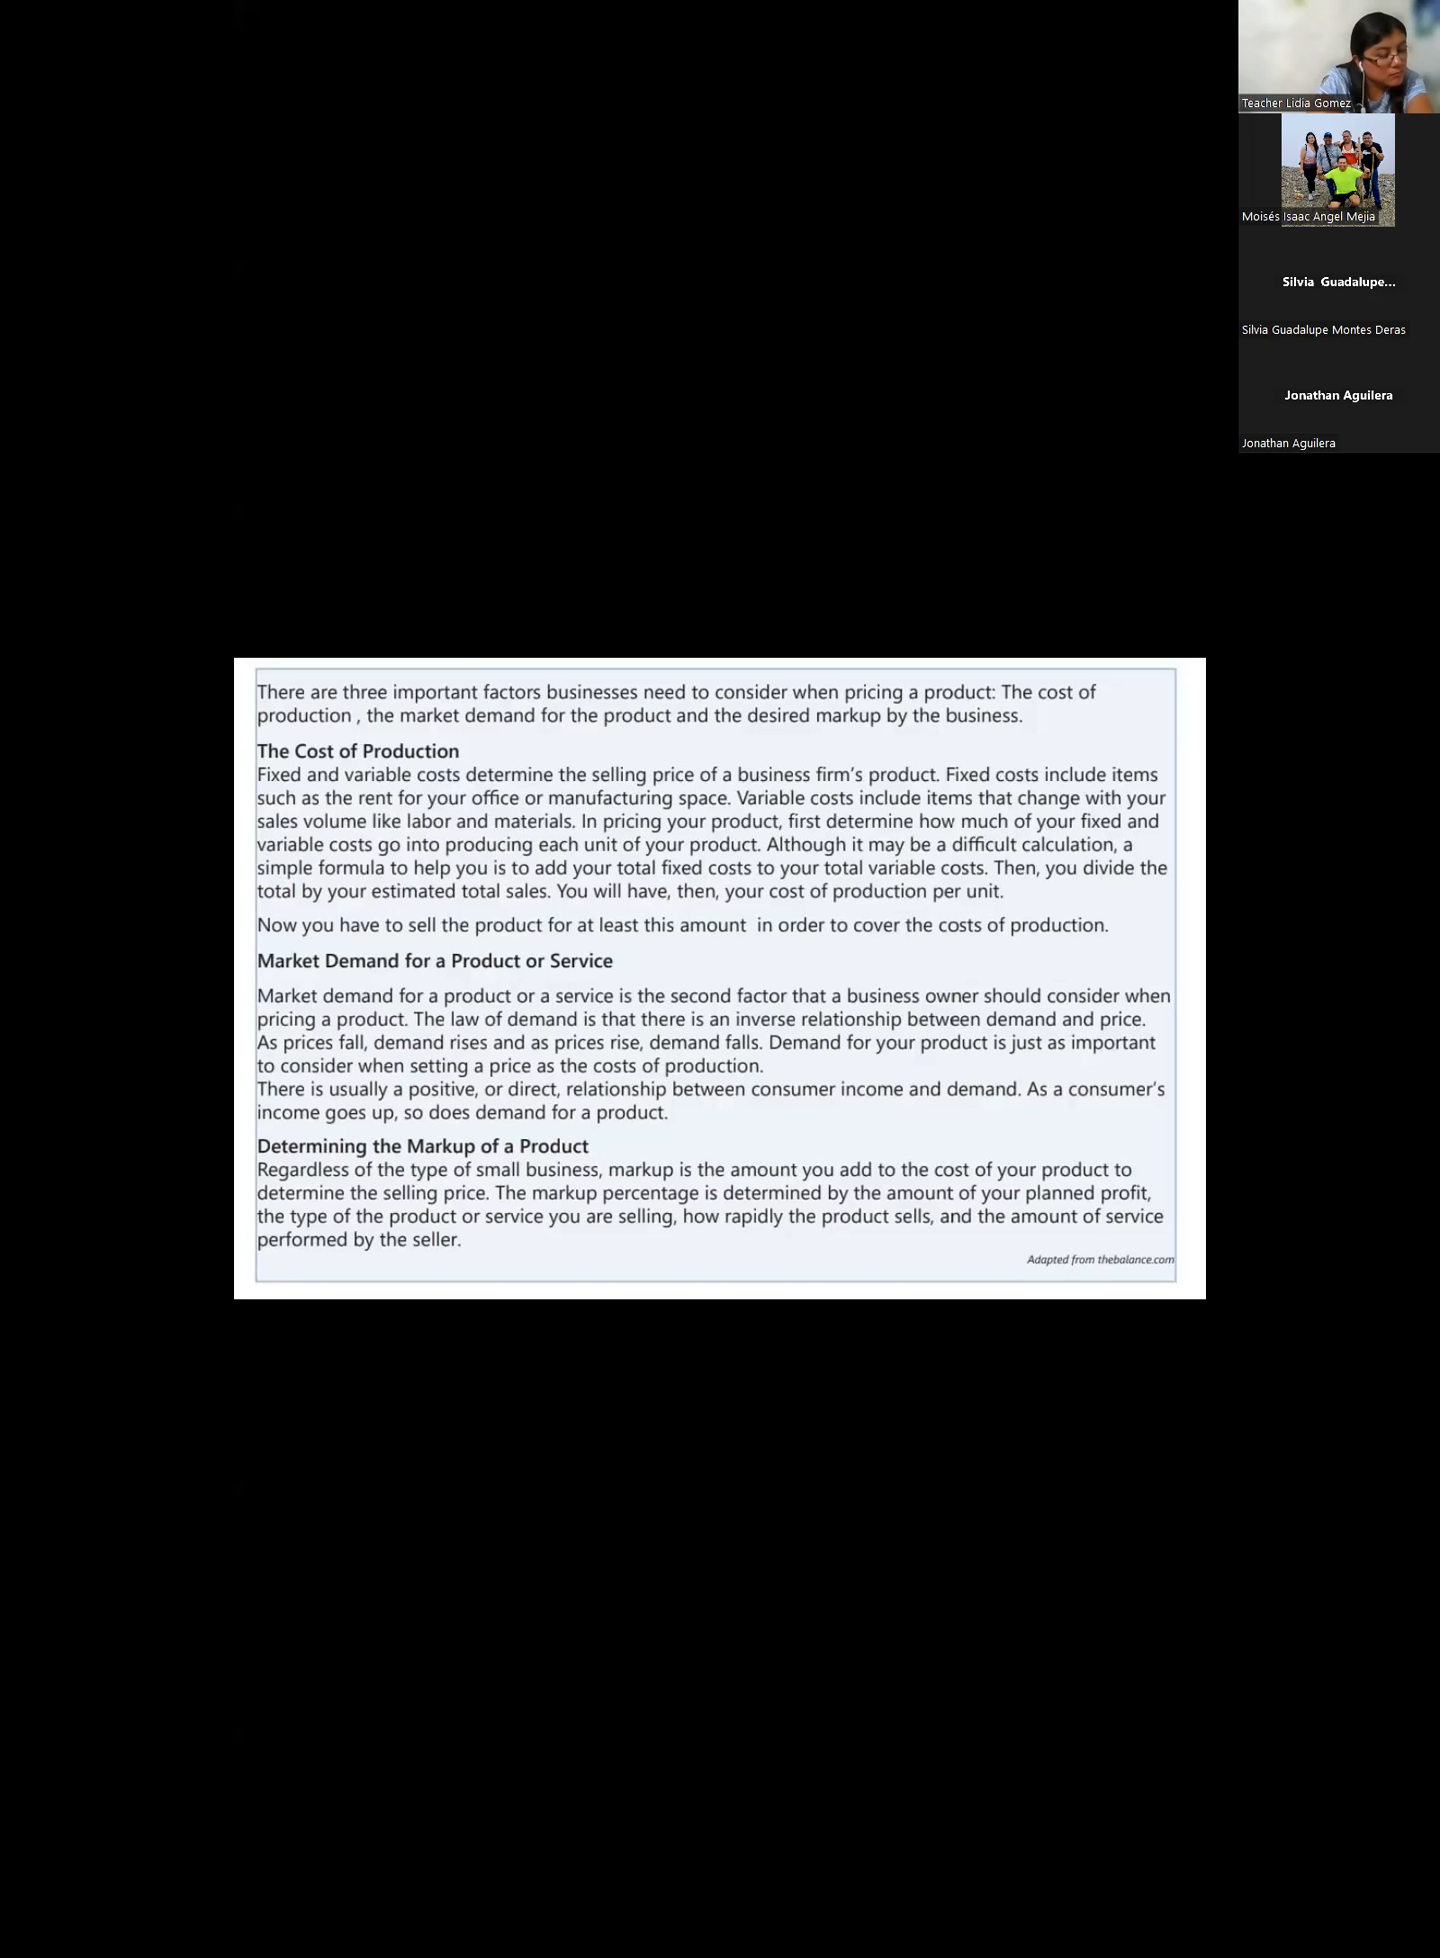 Teacher Lidia Gomez
Moisés Isaac Angel Mejia
Silvia Guadalupe...
Silvia Guadalupe Montes Deras
Jonathan Aguilera
Jonathan Aguilera
There are three important factors businesses need to consider when pricing a product: The cost of
production , the market demand for the product and the desired markup by the business.
The Cost of Production
Fixed and variable costs determine the selling price of a business firm's product. Fixed costs include items
such as the rent for your office or manufacturing space. Variable costs include items that change with your
sales volume like labor and materials. In pricing your product, first determine how much of your fixed and
variable costs go into producing each unit of your product. Although it may be a difficult calculation, a
simple formula to help you is to add your total fixed costs to your total variable costs. Then, you divide the
total by your estimated total sales. You will have, then, your cost of production per unit.
Now you have to sell the product for at least this amount  in order to cover the costs of production.
Market Demand for a Product or Service
Market demand for a product or a service is the second factor that a business owner should consider when
pricing a product. The law of demand is that there is an inverse relationship between demand and price.
As prices fall, demand rises and as prices rise, demand falls. Demand for your product is just as important
to consider when setting a price as the costs of production.
There is usually a positive, or direct, relationship between consumer income and demand. As a consumer's
income goes up, so does demand for a product.
Determining the Markup of a Product
Regardless of the type of small business, markup is the amount you add to the cost of your product to
determine the selling price. The markup percentage is determined by the amount of your planned profit,
the type of the product or service you are selling, how rapidly the product sells, and the amount of service
performed by the seller.
Adapted from thebalance.com